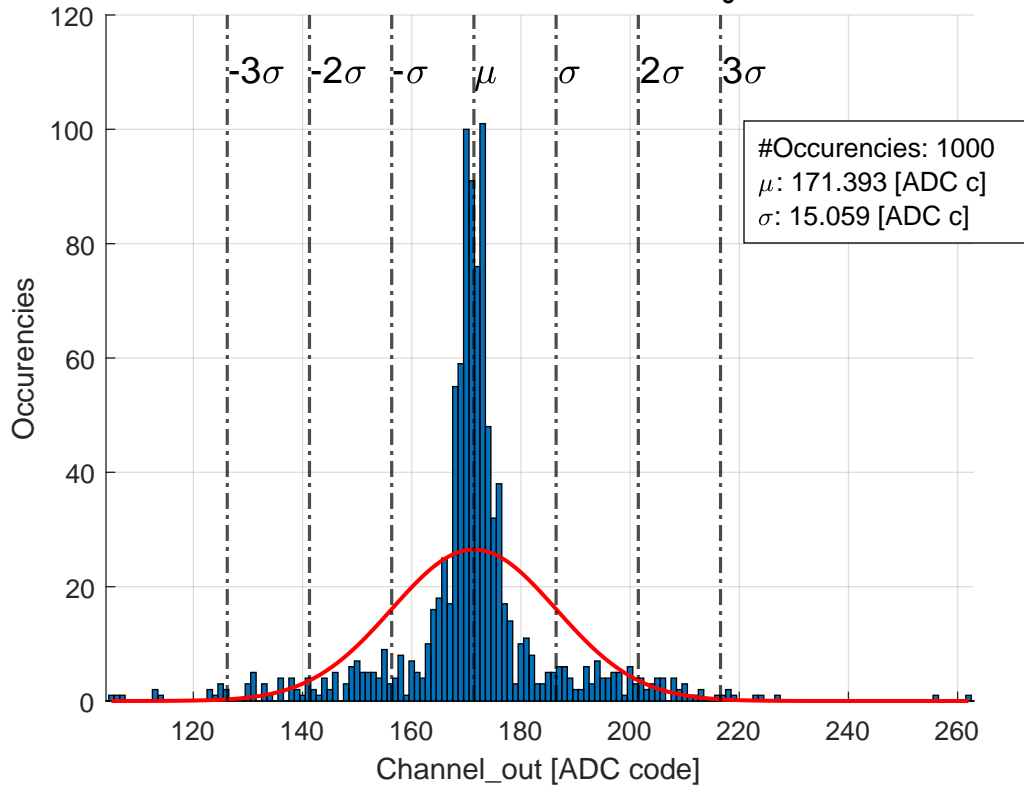 120
-3σ -2σ -σ μ σ 2σ 3σ
100
#Occurencies: 1000
μ: 171.393 [ADC c]
σ: 15.059 [ADC c]
80
60
40
20
0
Occurencies
120 140 160 180 200 220 240 260
Channel_out [ADC code]